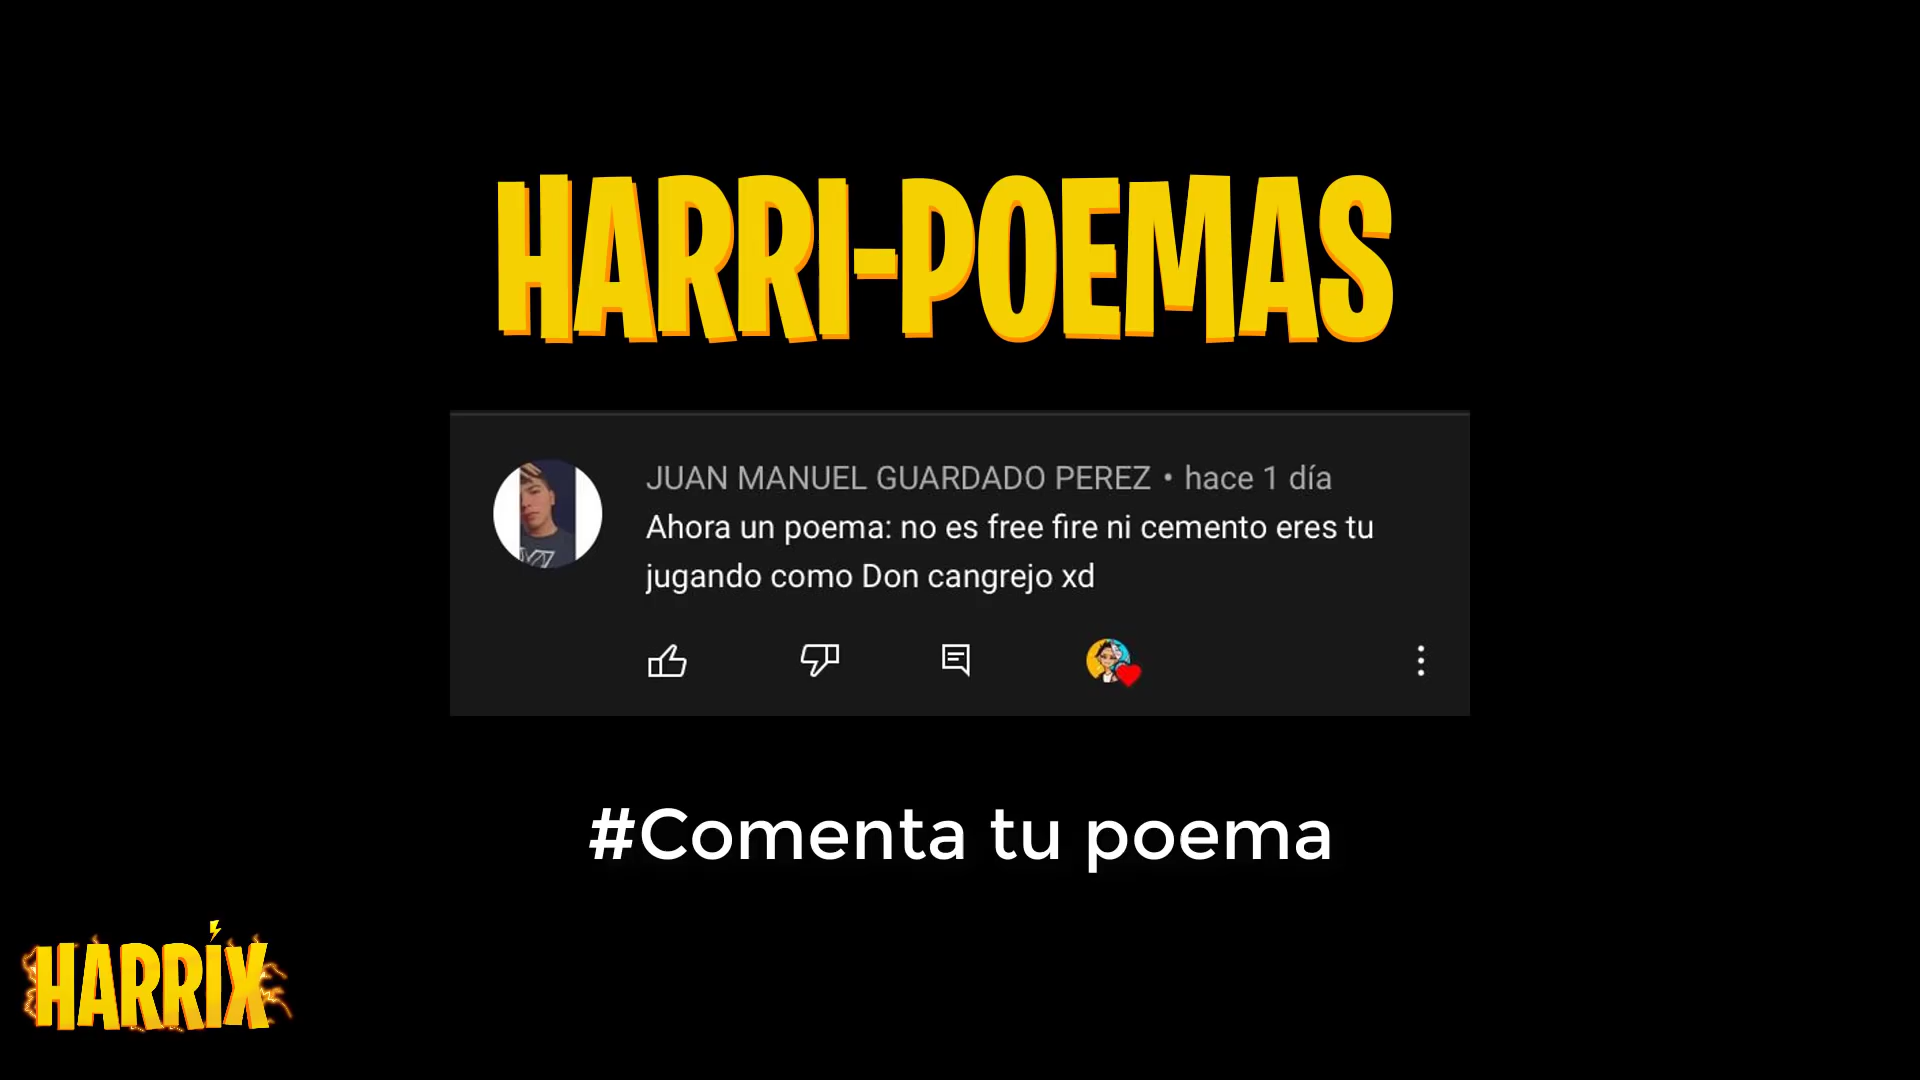 HARRI-POEMAS
JUAN MANUEL GUARDADO PEREZ • hace 1 día
Ahora un poema: no es free fire ni cemento eres tu
jugando como Don cangrejo xd
#Comenta tu poema
HARRIX